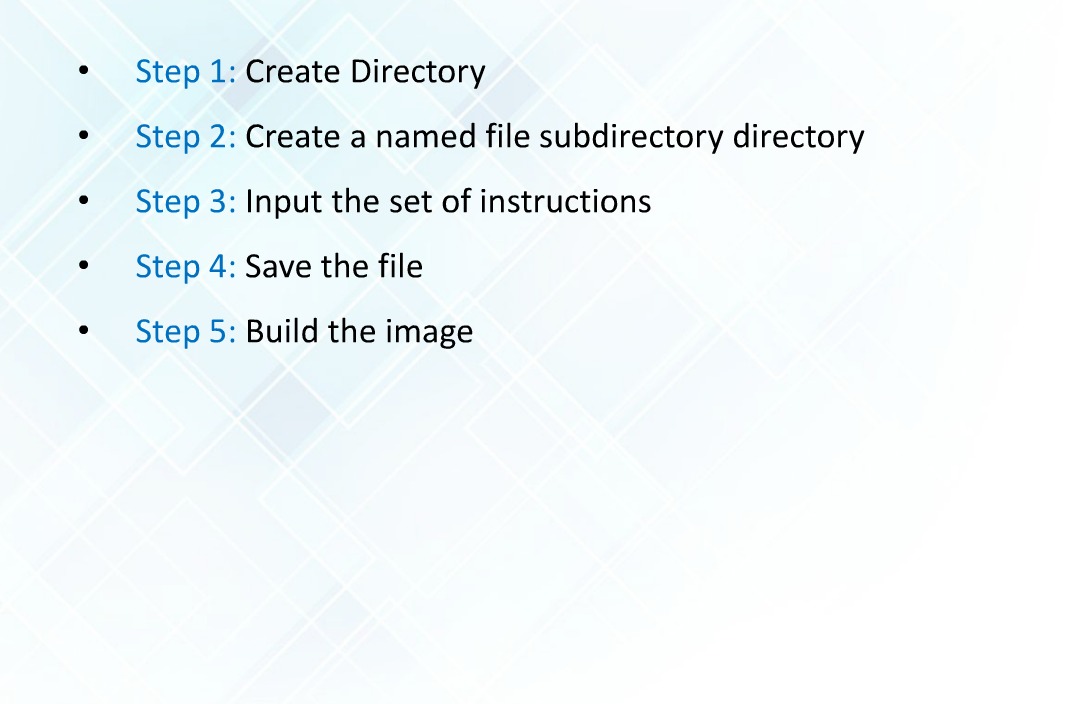 • Step 1: Create Directory
• Step 2: Create a named file subdirectory directory
• Step 3: Input the set of instructions
• Step 4: Save the file
• Step 5: Build the image